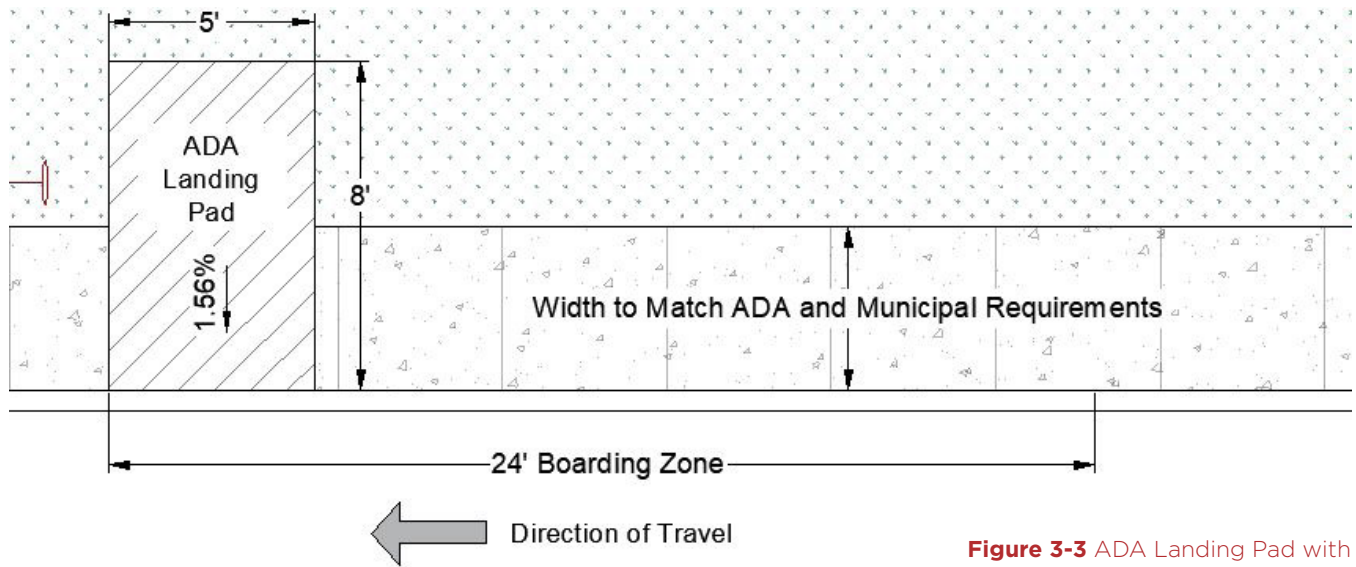 5'
ADA
Landing
Pad
8'
1.56%
Width to Match ADA and Municipal Requirements
24' Boarding Zone
Direction of Travel
Figure 3-3 ADA Landing Pad with